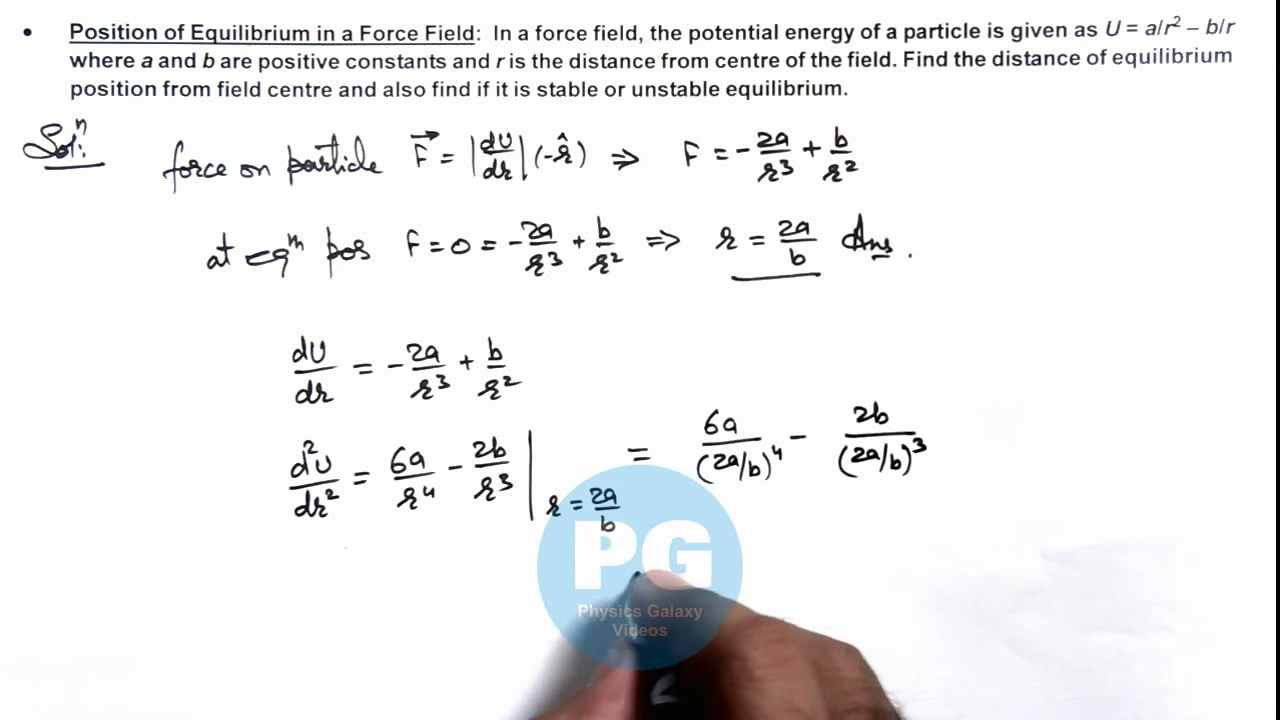 • Position of Equilibrium in a Force Field: In a force field, the potential energy of a particle is given as U = a/r² – b/r
where a and b are positive constants and r is the distance from centre of the field. Find the distance of equilibrium
position from field centre and also find if it is stable or unstable equilibrium.
Solⁿ: force on particle F⃗ = |dU/dr| (-r̂) ⇒ F = -2a/r³ + b/r²
at eqᵐ pos F = 0 = -2a/r³ + b/r² ⇒ r = 2a/b Ans.
dU/dr = -2a/r³ + b/r²
d²U/dr² = 6a/r⁴ - 2b/r³ |r = 2a/b = 6a/(2a/b)⁴ - 2b/(2a/b)³
PG
Physics Galaxy
Videos